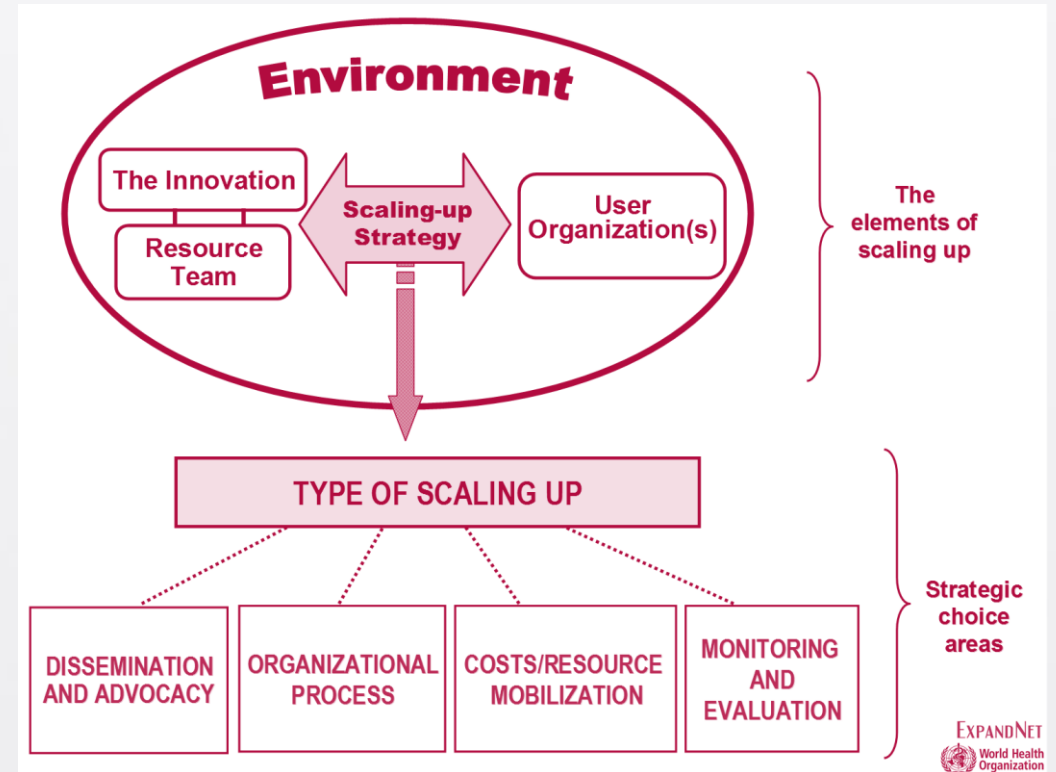 Environment
The Innovation
Resource
Team
Scaling-up
Strategy
User
Organization(s)
The
elements of
scaling up
TYPE OF SCALING UP
DISSEMINATION
AND ADVOCACY
ORGANIZATIONAL
PROCESS
COSTS/RESOURCE
MOBILIZATION
MONITORING
AND
EVALUATION
Strategic
choice
areas
EXPANDNET
World Health
Organization